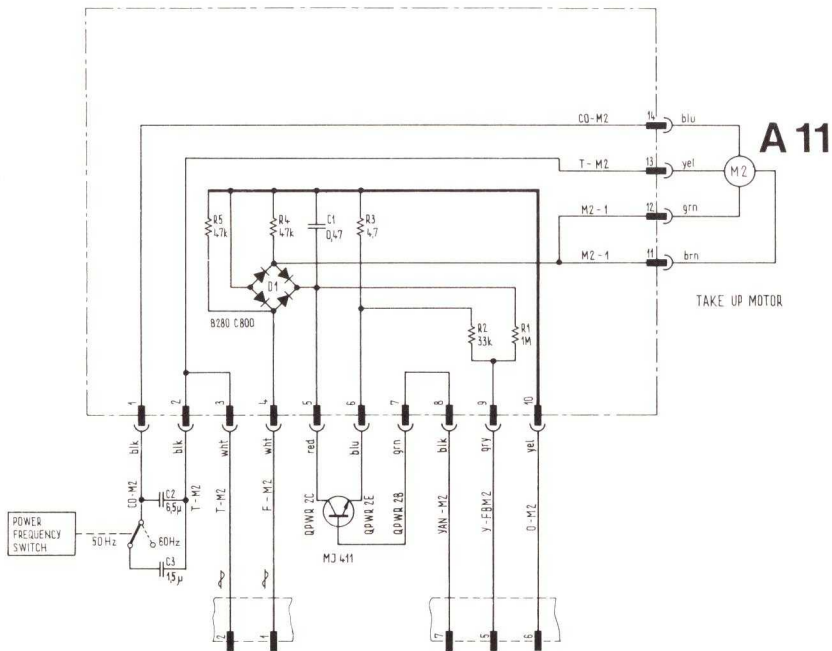 CO-M2
14
blu
A 11
T-M2
13
yel
M2
R5
47k
R4
47k
C1
0,47
R3
4,7
M2-1
12
grn
M2-1
11
brn
D1
TAKE UP MOTOR
B280 C800
R2
33k
R1
1M
1
2
3
4
5
6
7
8
9
10
blk
blk
wht
wht
red
blu
grn
blk
gry
yel
CO-M2
C2
6,5µ
T-M2
T-M2
F-M2
QPWR 2C
QPWR 2E
QPWR 2B
YAN-M2
Y-FBM2
0-M2
POWER
FREQUENCY
SWITCH
50Hz
60Hz
C3
1,5µ
MJ 411
2
1
7
5
6